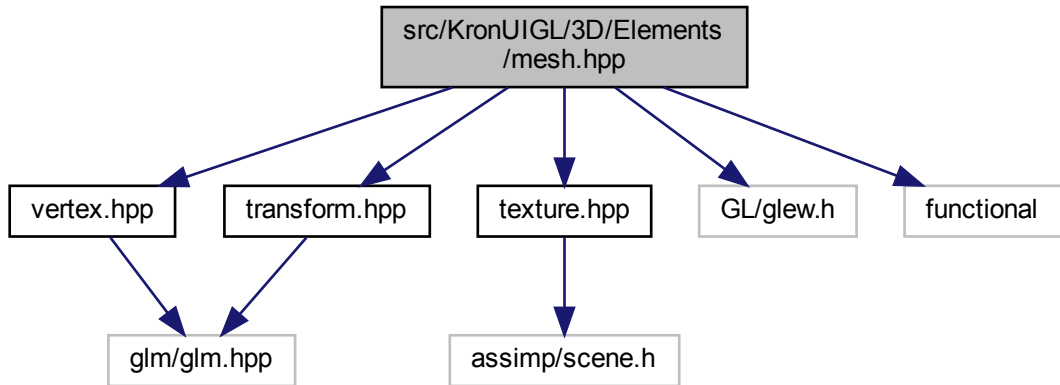 src/KronUIGL/3D/Elements
/mesh.hpp
vertex.hpp
transform.hpp
texture.hpp
GL/glew.h
functional
glm/glm.hpp
assimp/scene.h